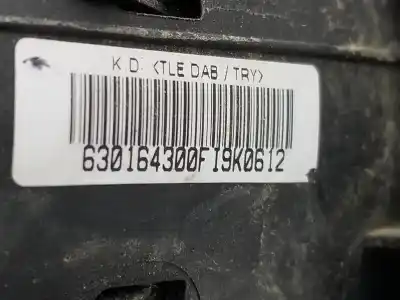 K D: <TLE DAB / TRY>
630164300FI9K0612